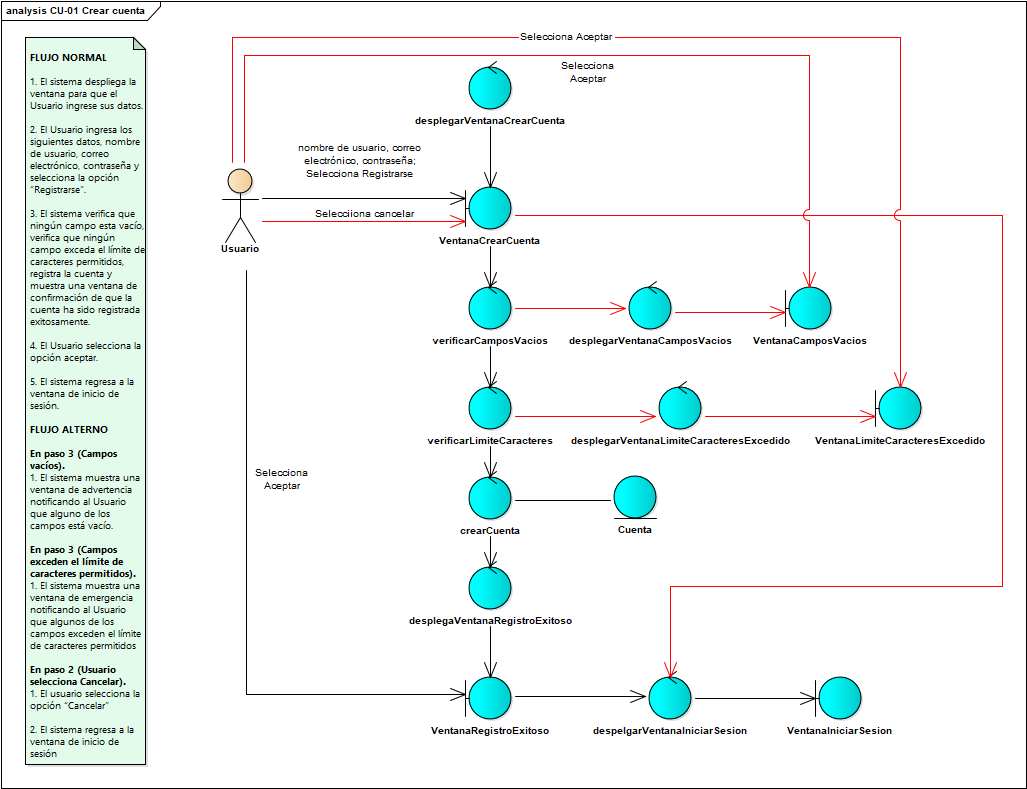 analysis CU-01 Crear cuenta
FLUJO NORMAL
1. El sistema despliega la
ventana para que el
Usuario ingrese sus datos.
2. El Usuario ingresa los
siguientes datos, nombre
de usuario, correo
electrónico, contraseña y
selecciona la opción
“Registrarse”.
3. El sistema verifica que
ningún campo esta vacío,
verifica que ningún
campo exceda el límite de
caracteres permitidos,
registra la cuenta y
muestra una ventana de
confirmación de que la
cuenta ha sido registrada
exitosamente.
4. El Usuario selecciona la
opción aceptar.
5. El sistema regresa a la
ventana de inicio de
sesión.
FLUJO ALTERNO
En paso 3 (Campos
vacíos).
1. El sistema muestra una
ventana de advertencia
notificando al Usuario
que alguno de los
campos está vacío.
En paso 3 (Campos
exceden el límite de
caracteres permitidos).
1. El sistema muestra una
ventana de emergencia
notificando al Usuario
que algunos de los
campos exceden el límite
de caracteres permitidos
En paso 2 (Usuario
selecciona Cancelar).
1. El usuario selecciona la
opción “Cancelar”
2. El sistema regresa a la
ventana de inicio de
sesión
Selecciona Aceptar
Selecciona
Aceptar
desplegarVentanaCrearCuenta
nombre de usuario, correo
electrónico, contraseña;
Selecciona Registrarse
Selecciiona cancelar
Usuario
VentanaCrearCuenta
verificarCamposVacios
desplegarVentanaCamposVacios
VentanaCamposVacios
verificarLimiteCaracteres
desplegarVentanaLimiteCaracteresExcedido
VentanaLimiteCaracteresExcedido
Selecciona
Aceptar
crearCuenta
Cuenta
desplegaVentanaRegistroExitoso
VentanaRegistroExitoso
despelgarVentanaIniciarSesion
VentanaIniciarSesion